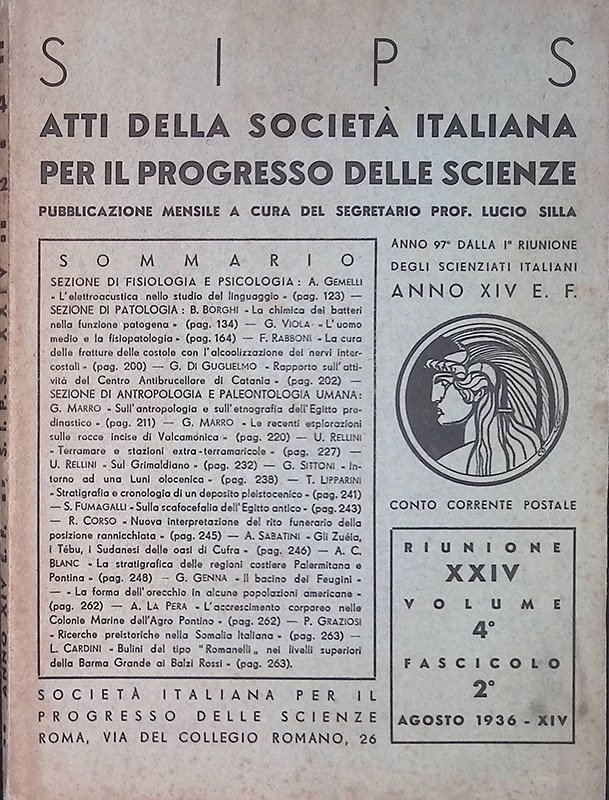 S I P S
ATTI DELLA SOCIETÀ ITALIANA
PER IL PROGRESSO DELLE SCIENZE
PUBBLICAZIONE MENSILE A CURA DEL SEGRETARIO PROF. LUCIO SILLA
SOMMARIO
SEZIONE DI FISIOLOGIA E PSICOLOGIA: A. GEMELLI
- L'elettroacustica nello studio del linguaggio - (pag. 123) —
SEZIONE DI PATOLOGIA: B. BORGHI - La chimica dei batteri
nella funzione patogena - (pag. 134) — G. VIOLA - L'uomo
medio e la fisiopatologia - (pag. 164) — F. RABBONI - La cura
delle fratture delle costole con l'alcoolizzazione dei nervi inter-
costali - (pag. 200) — G. DI GUGLIELMO - Rapporto sull'atti-
vità del Centro Antibrucellare di Catania - (pag. 202) —
SEZIONE DI ANTROPOLOGIA E PALEONTOLOGIA UMANA:
G. MARRO - Sull'antropologia e sull'etnografia dell'Egitto pre-
dinastico - (pag. 211) — G. MARRO - Le recenti esplorazioni
sulle rocce incise di Valcamónica - (pag. 220) — U. RELLINI
- Terramare e stazioni extra-terramaricole - (pag. 227) —
U. RELLINI - Sul Grimaldiano - (pag. 232) — G. SITTONI - In-
torno ad una Luni olocenica - (pag. 238) — T. LIPPARINI
- Stratigrafia e cronologia di un deposito pleistocenico - (pag. 241)
— S. FUMAGALLI - Sulla scafocefalia dell'Egitto antico - (pag. 243)
— R. CORSO - Nuova interpretazione del rito funerario della
posizione rannicchiata - (pag. 245) — A. SABATINI - Gli Zuéia,
i Tébu, i Sudanesi delle oasi di Cufra - (pag. 246) — A. C.
BLANC - La stratigrafica delle regioni costiere Palermitana e
Pontina - (pag. 248) — G. GENNA - Il bacino dei Feugini -
— - La forma dell'orecchio in alcune popolazioni americane -
(pag. 262) — A. LA PERA - L'accrescimento corporeo nelle
Colonie Marine dell'Agro Pontino - (pag. 262) — P. GRAZIOSI
- Ricerche preistoriche nella Somalia Italiana - (pag. 263) —
L. CARDINI - Bulini del tipo "Romanelli" nei livelli superiori
della Barma Grande ai Balzi Rossi - (pag. 263).
ANNO 97° DALLA I° RIUNIONE
DEGLI SCIENZIATI ITALIANI
ANNO XIV E. F.
CONTO CORRENTE POSTALE
RIUNIONE
XXIV
VOLUME
4°
FASCICOLO
2°
AGOSTO 1936 - XIV
SOCIETÀ ITALIANA PER IL
PROGRESSO DELLE SCIENZE
ROMA, VIA DEL COLLEGIO ROMANO, 26